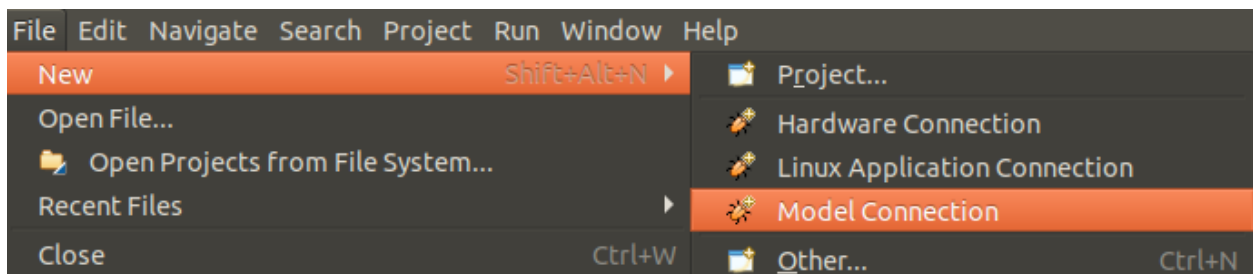 File Edit Navigate Search Project Run Window Help
New Shift+Alt+N
Open File...
Open Projects from File System...
Recent Files
Close Ctrl+W
Project...
Hardware Connection
Linux Application Connection
Model Connection
Other... Ctrl+N